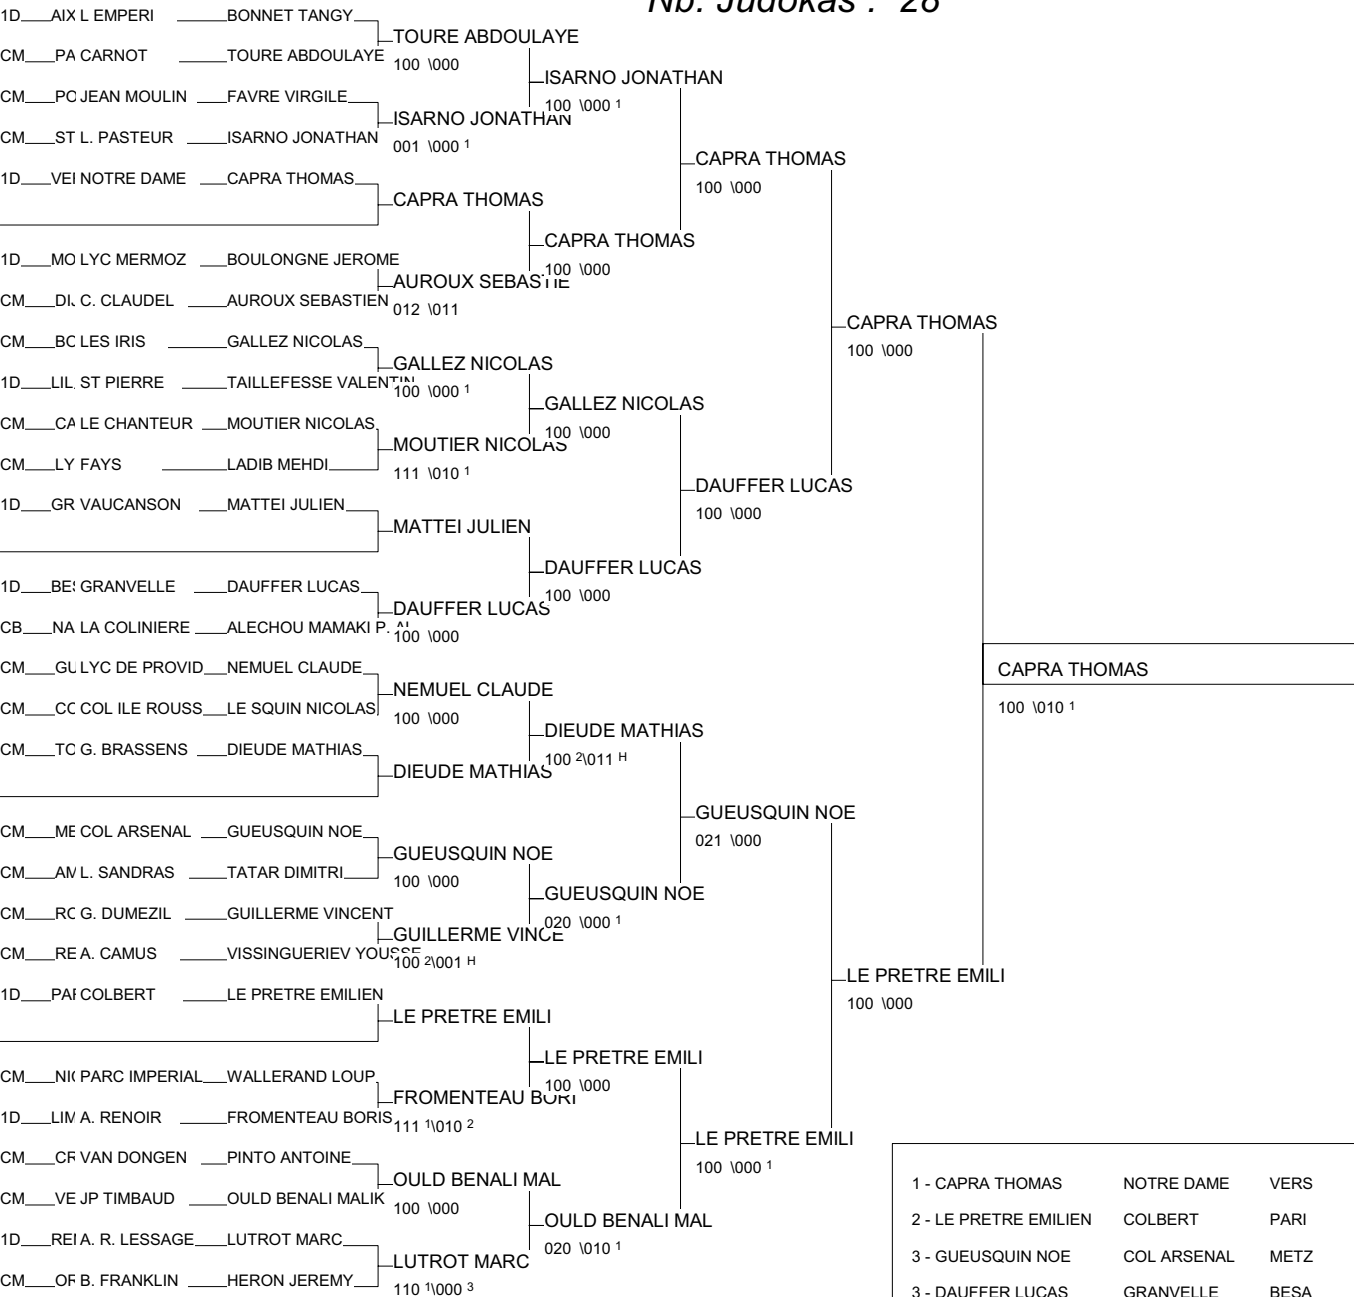 Nb. Judokas : 28
1D AIX L EMPERI BONNET TANGY
TOURE ABDOULAYE
CM PA CARNOT TOURE ABDOULAYE
100 \000
ISARNO JONATHAN
100 \000 1
CM PO JEAN MOULIN FAVRE VIRGILE
ISARNO JONATHAN
CM ST L. PASTEUR ISARNO JONATHAN
001 \000 1
CAPRA THOMAS
100 \000
1D VEI NOTRE DAME CAPRA THOMAS
CAPRA THOMAS
CAPRA THOMAS
100 \000
1D MO LYC MERMOZ BOULONGNE JEROME
AUROUX SEBASTIE
CM DI C. CLAUDEL AUROUX SEBASTIEN
012 \011
CAPRA THOMAS
100 \000
CM BO LES IRIS GALLEZ NICOLAS
GALLEZ NICOLAS
1D LIL ST PIERRE TAILLEFESSE VALENTIN
100 \000 1
GALLEZ NICOLAS
100 \000
CM CA LE CHANTEUR MOUTIER NICOLAS
MOUTIER NICOLAS
CM LY FAYS LADIB MEHDI
111 \010 1
DAUFFER LUCAS
100 \000
1D GR VAUCANSON MATTEI JULIEN
MATTEI JULIEN
DAUFFER LUCAS
100 \000
1D BES GRANVELLE DAUFFER LUCAS
DAUFFER LUCAS
CB NA LA COLINIERE ALECHOU MAMAKI P.
100 \000
CAPRA THOMAS
100 \010 1
CM GU LYC DE PROVID NEMUEL CLAUDE
NEMUEL CLAUDE
CM CO COL ILE ROUSS LE SQUIN NICOLAS
100 \000
DIEUDE MATHIAS
100 2\011 H
CM TO G. BRASSENS DIEUDE MATHIAS
DIEUDE MATHIAS
GUEUSQUIN NOE
021 \000
CM ME COL ARSENAL GUEUSQUIN NOE
GUEUSQUIN NOE
CM AM L. SANDRAS TATAR DIMITRI
100 \000
GUEUSQUIN NOE
020 \000 1
CM RO G. DUMEZIL GUILLERME VINCENT
GUILLERME VINCE
CM RE A. CAMUS VISSINGUERIEV YOUSSE
100 2\001 H
LE PRETRE EMILI
100 \000
1D PAR COLBERT LE PRETRE EMILIEN
LE PRETRE EMILI
LE PRETRE EMILI
100 \000
CM NI PARC IMPERIAL WALLERAND LOUP
FROMENTEAU BORI
1D LIM A. RENOIR FROMENTEAU BORIS
111 1\010 2
LE PRETRE EMILI
100 \000 1
CM CR VAN DONGEN PINTO ANTOINE
OULD BENALI MAL
CM VE JP TIMBAUD OULD BENALI MALIK
100 \000
OULD BENALI MAL
020 \010 1
1D REI A. R. LESSAGE LUTROT MARC
LUTROT MARC
CM OR B. FRANKLIN HERON JEREMY
110 1\000 3
1 - CAPRA THOMAS NOTRE DAME VERS
2 - LE PRETRE EMILIEN COLBERT PARI
3 - GUEUSQUIN NOE COL ARSENAL METZ
3 - DAUFFER LUCAS GRANVELLE BESA